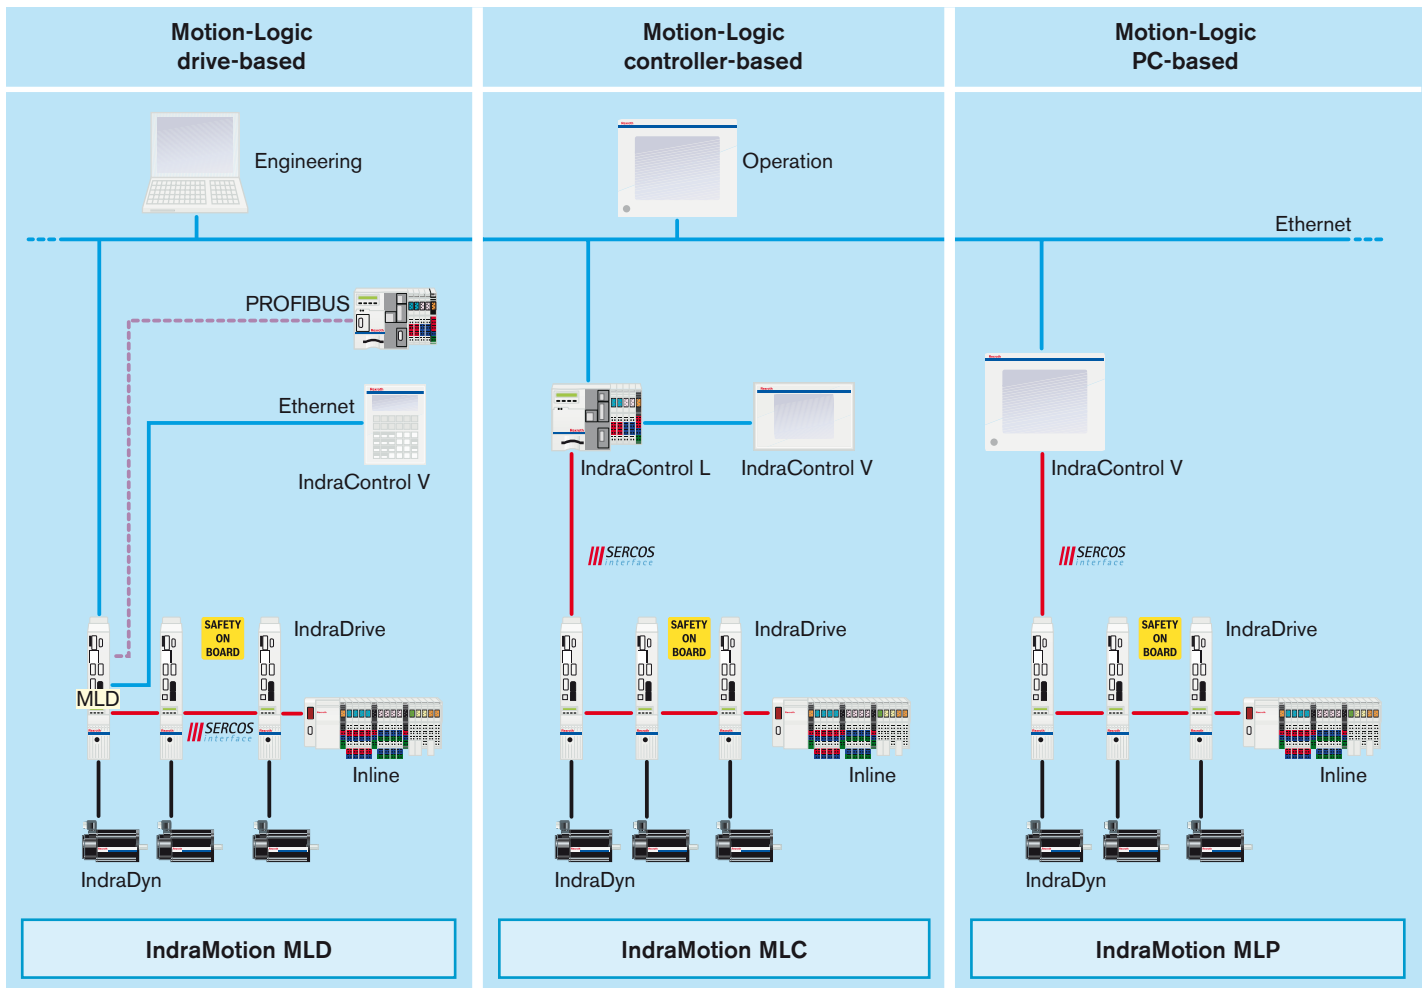 Motion-Logic
drive-based
Motion-Logic
controller-based
Motion-Logic
PC-based
Engineering
Operation
Ethernet
PROFIBUS
Ethernet
IndraControl V
IndraControl L
IndraControl V
IndraControl V
SERCOS
interface
SERCOS
interface
SAFETY
ON
BOARD
IndraDrive
SAFETY
ON
BOARD
IndraDrive
SAFETY
ON
BOARD
IndraDrive
MLD
SERCOS
interface
Inline
Inline
Inline
IndraDyn
IndraDyn
IndraDyn
IndraMotion MLD
IndraMotion MLC
IndraMotion MLP